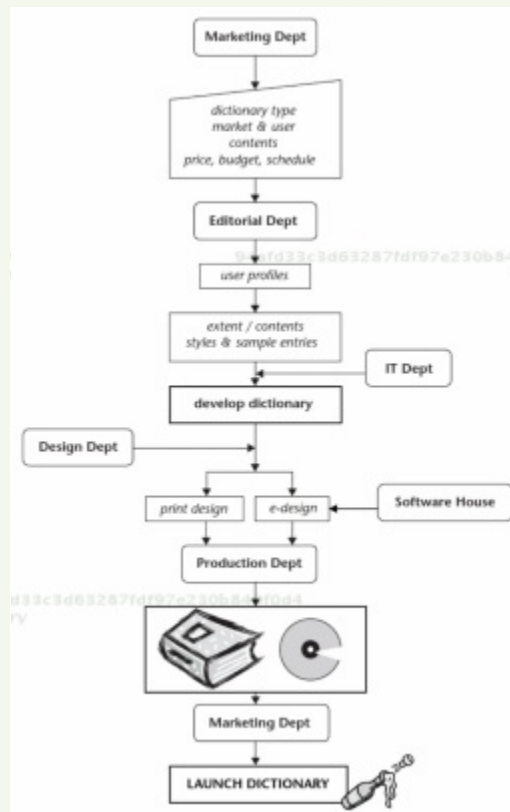 Marketing Dept
dictionary type
market & user
contents
price, budget, schedule
Editorial Dept
user profiles
extent / contents
styles & sample entries
IT Dept
develop dictionary
Design Dept
print design
e-design
Software House
Production Dept
Marketing Dept
LAUNCH DICTIONARY